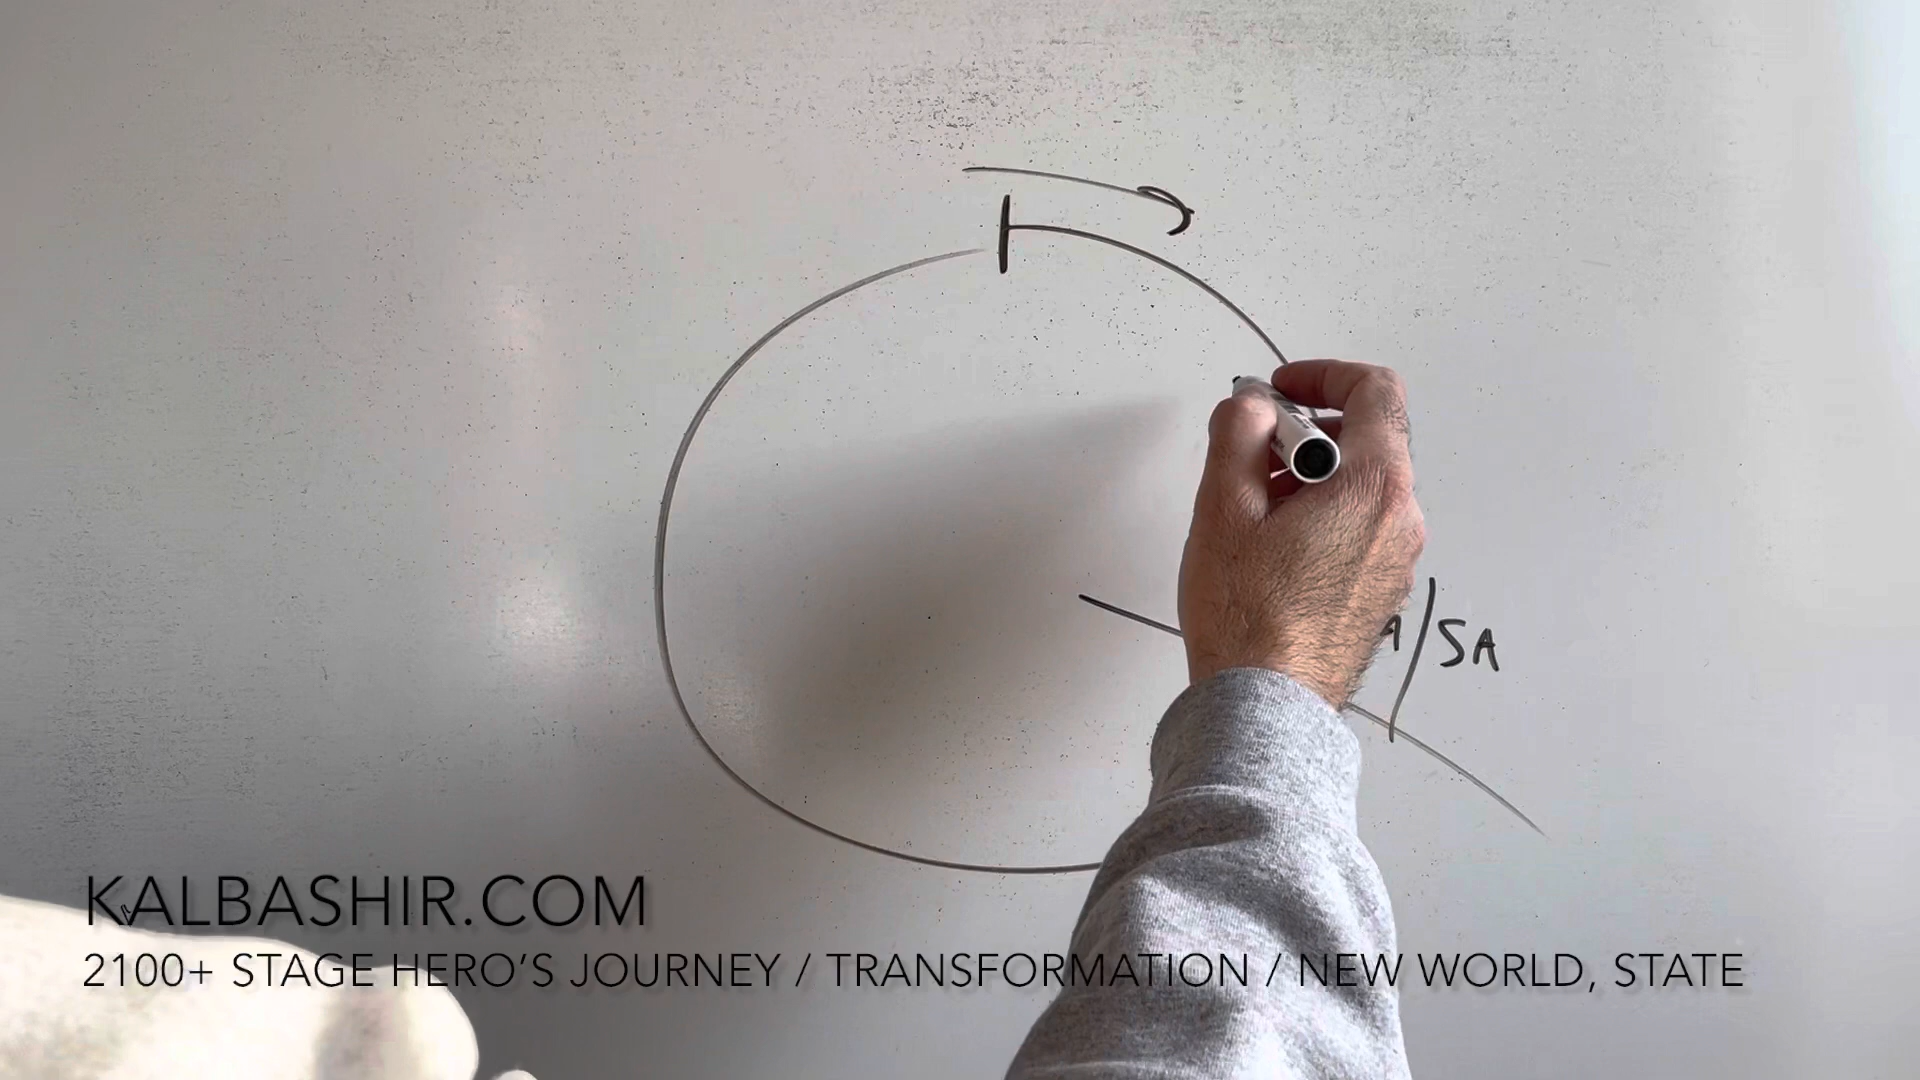 A/SA
KALBASHIR.COM
2100+ STAGE HERO’S JOURNEY / TRANSFORMATION / NEW WORLD, STATE